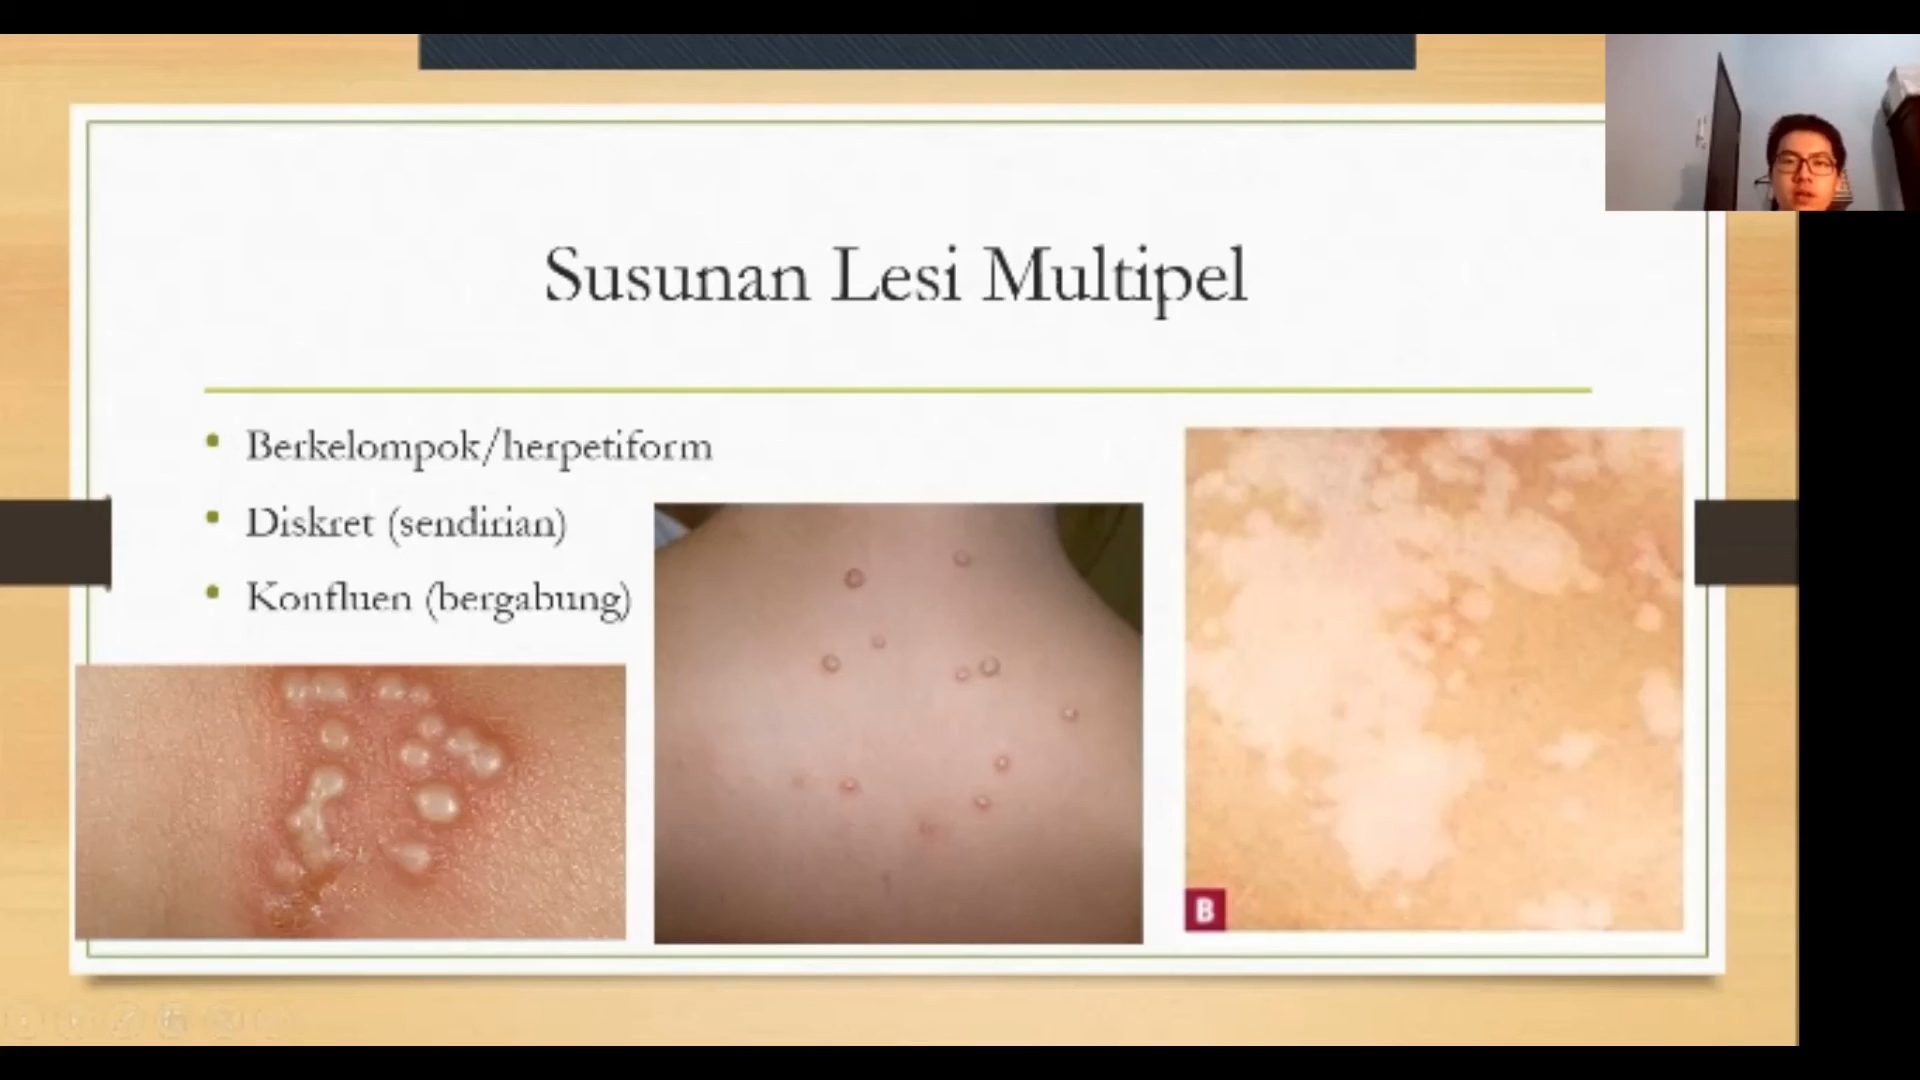 Susunan Lesi Multipel
Berkelompok/herpetiform
Diskret (sendirian)
Konfluen (bergabung)
B